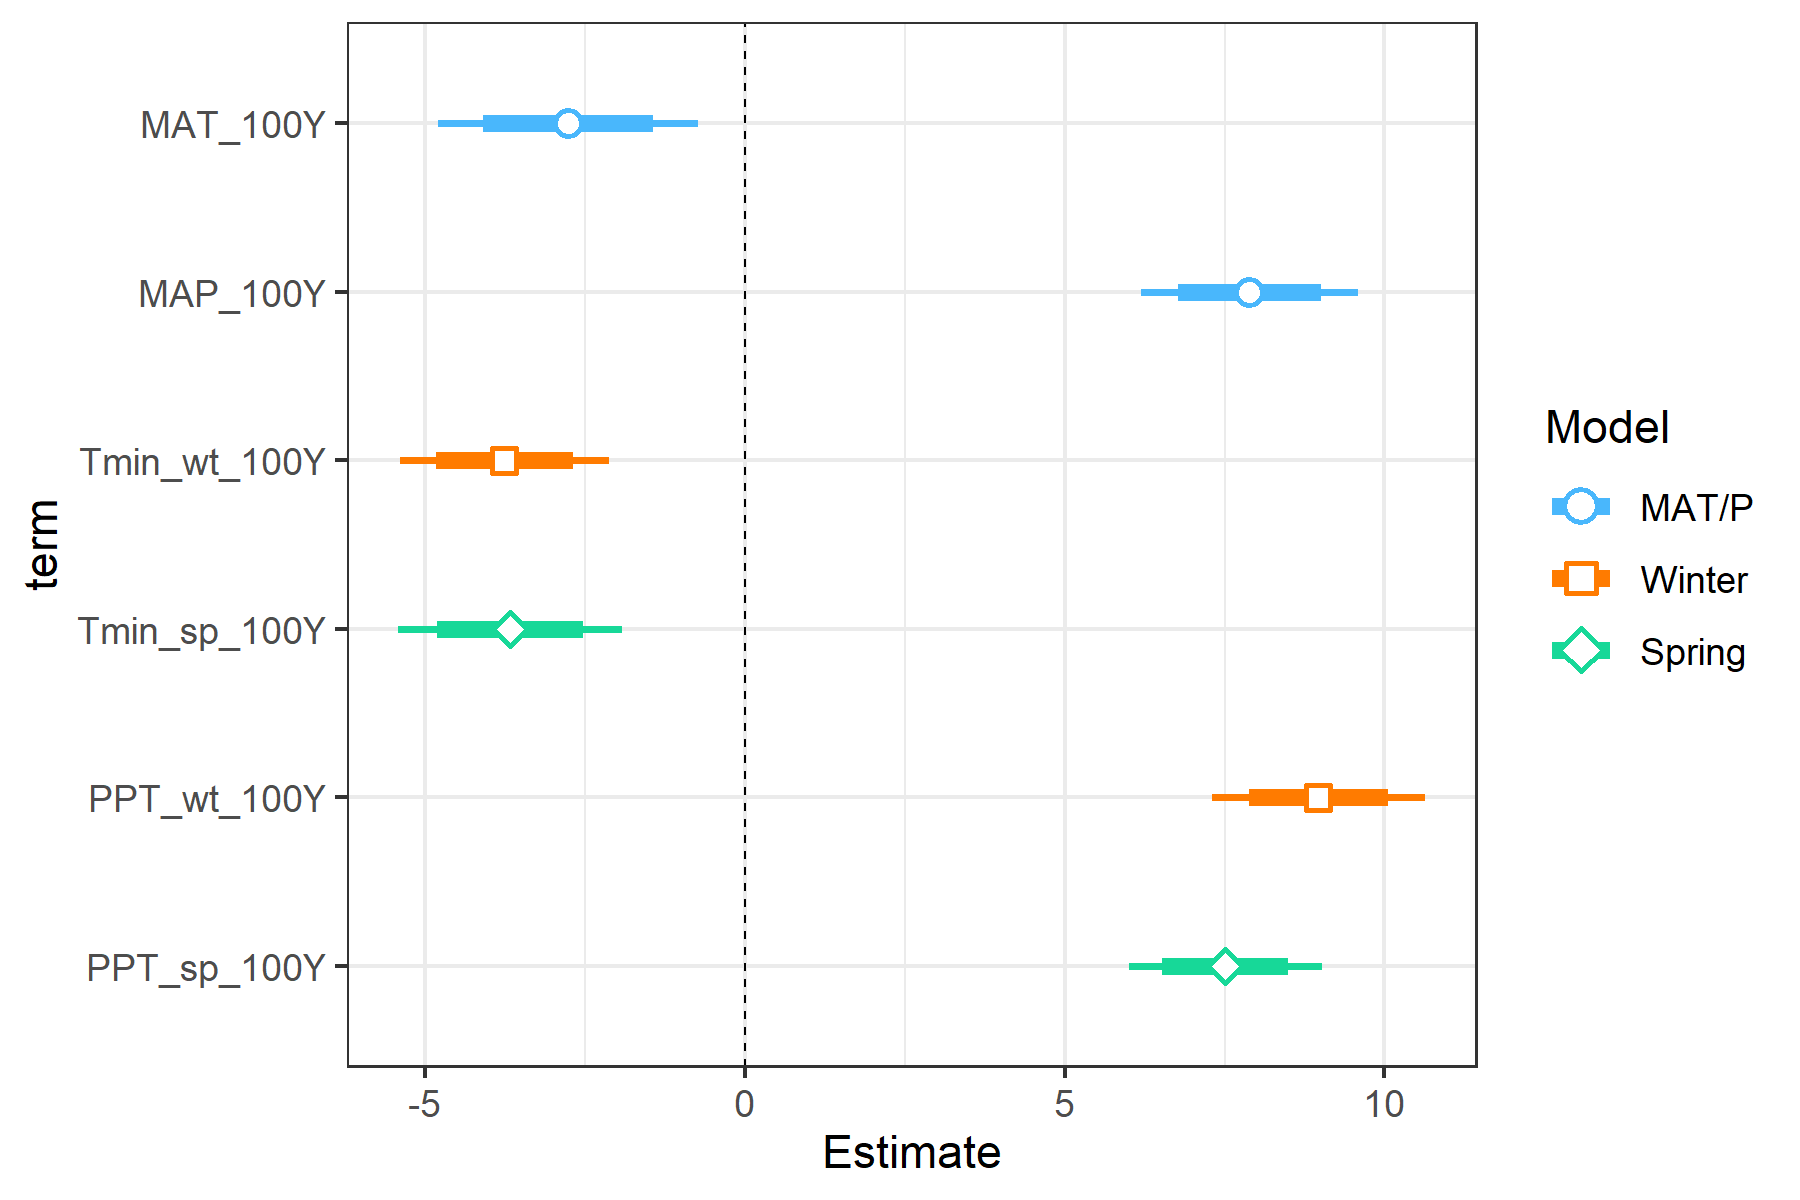 term
MAT_100Y
MAP_100Y
Tmin_wt_100Y
Tmin_sp_100Y
PPT_wt_100Y
PPT_sp_100Y
-5 0 5 10
Estimate
Model
MAT/P
Winter
Spring